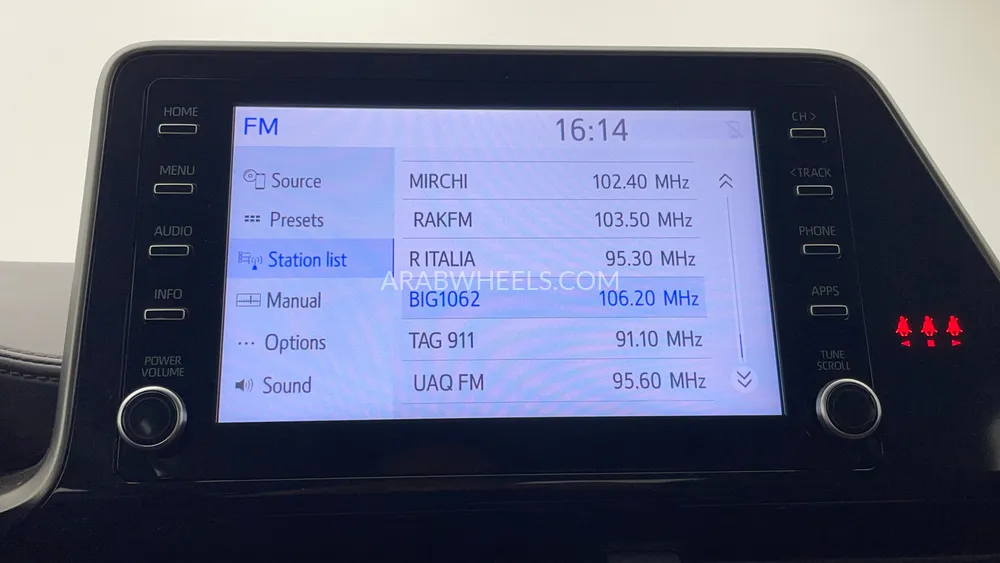 HOME
MENU
AUDIO
INFO
POWER
VOLUME
FM
16:14
Source
Presets
Station list
Manual
Options
Sound
MIRCHI 102.40 MHz
RAKFM 103.50 MHz
R ITALIA 95.30 MHz
BIG1062 106.20 MHz
TAG 911 91.10 MHz
UAQ FM 95.60 MHz
ARABWHEELS.COM
CH >
< TRACK
PHONE
APPS
TUNE
SCROLL